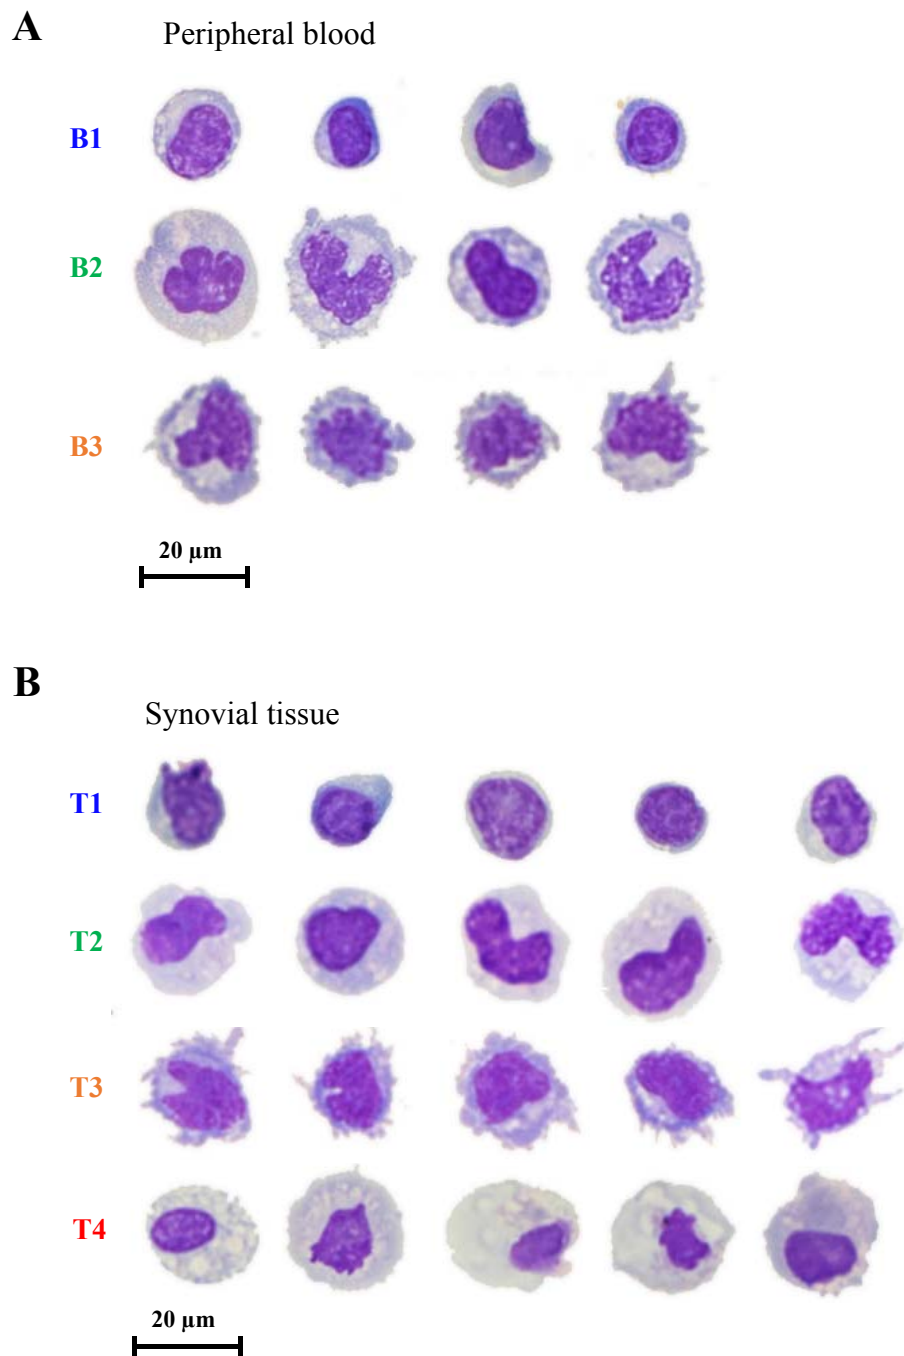 A
Peripheral blood
B1
B2
B3
20 µm
B
Synovial tissue
T1
T2
T3
T4
20 µm